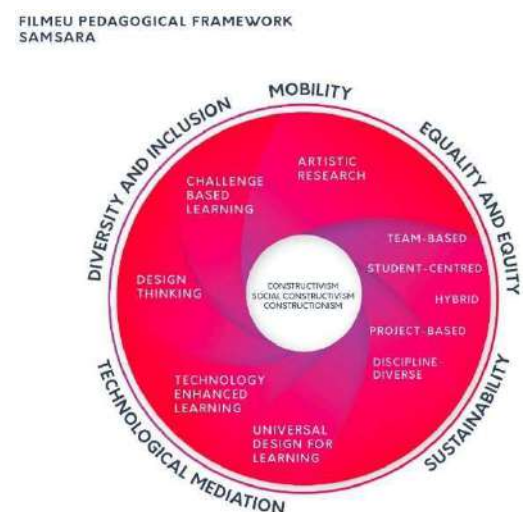 FILMEU PEDAGOGICAL FRAMEWORK
SAMSARA
MOBILITY
DIVERSITY AND INCLUSION
EQUALITY AND EQUITY
ARTISTIC
RESEARCH
CHALLENGE
BASED
LEARNING
TEAM-BASED
STUDENT-CENTRED
HYBRID
PROJECT-BASED
DISCIPLINE-
DIVERSE
DESIGN
THINKING
CONSTRUCTIVISM
SOCIAL CONSTRUCTIVISM
CONSTRUCTIONISM
TECHNOLOGY
ENHANCED
LEARNING
UNIVERSAL
DESIGN FOR
LEARNING
TECHNOLOGICAL MEDIATION
SUSTAINABILITY